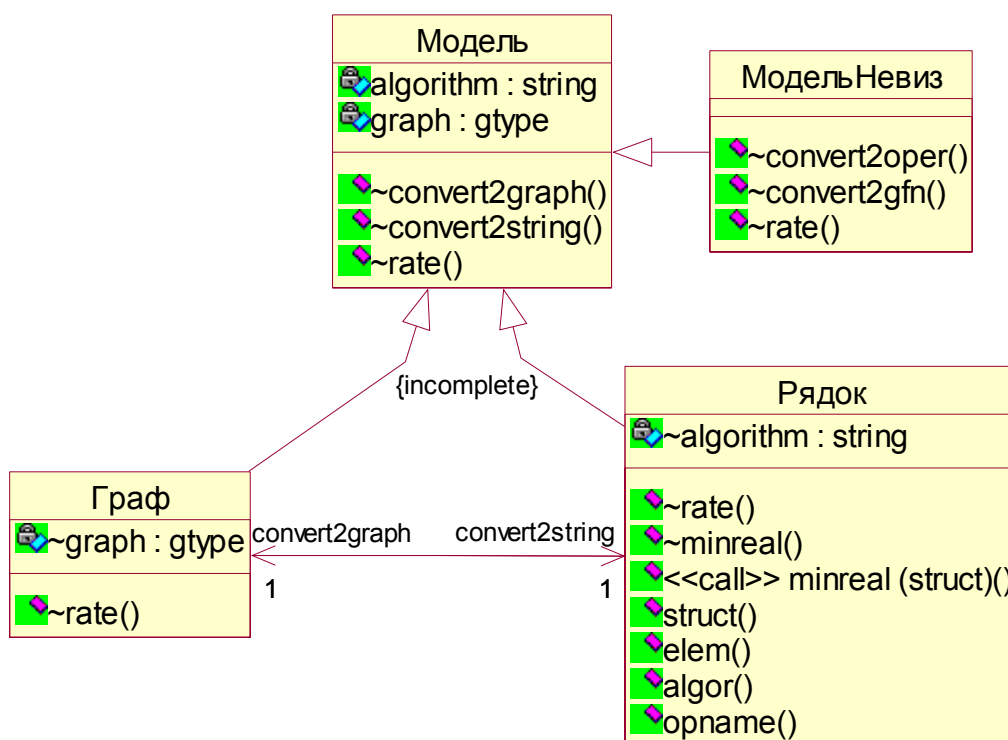 Модель
algorithm : string
graph : gtype
~convert2graph()
~convert2string()
~rate()
МодельНевиз
~convert2oper()
~convert2gfn()
~rate()
{incomplete}
Граф
~graph : gtype
~rate()
convert2graph
convert2string
1
1
Рядок
~algorithm : string
~rate()
~minreal()
<<call>> minreal (struct)()
struct()
elem()
algor()
opname()